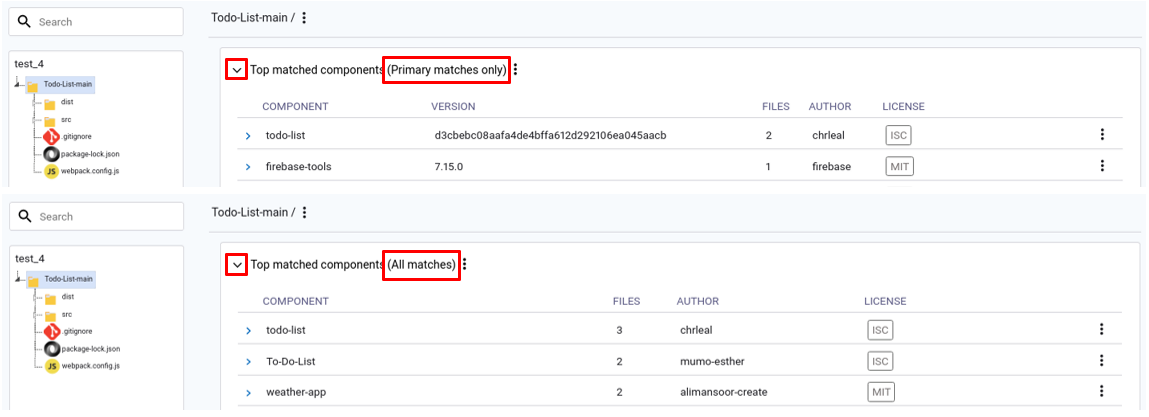 Search
Todo-List-main /
test_4
Todo-List-main
dist
src
.gitignore
package-lock.json
JS webpack.config.js
Top matched components (Primary matches only)
COMPONENT VERSION FILES AUTHOR LICENSE
todo-list d3cbebc08aafa4de4bffa612d292106ea045aacb 2 chrleal ISC
firebase-tools 7.15.0 1 firebase MIT
Search
Todo-List-main /
test_4
Todo-List-main
dist
src
.gitignore
package-lock.json
JS webpack.config.js
Top matched components (All matches)
COMPONENT FILES AUTHOR LICENSE
todo-list 3 chrleal ISC
To-Do-List 2 mumo-esther ISC
weather-app 2 alimansoor-create MIT